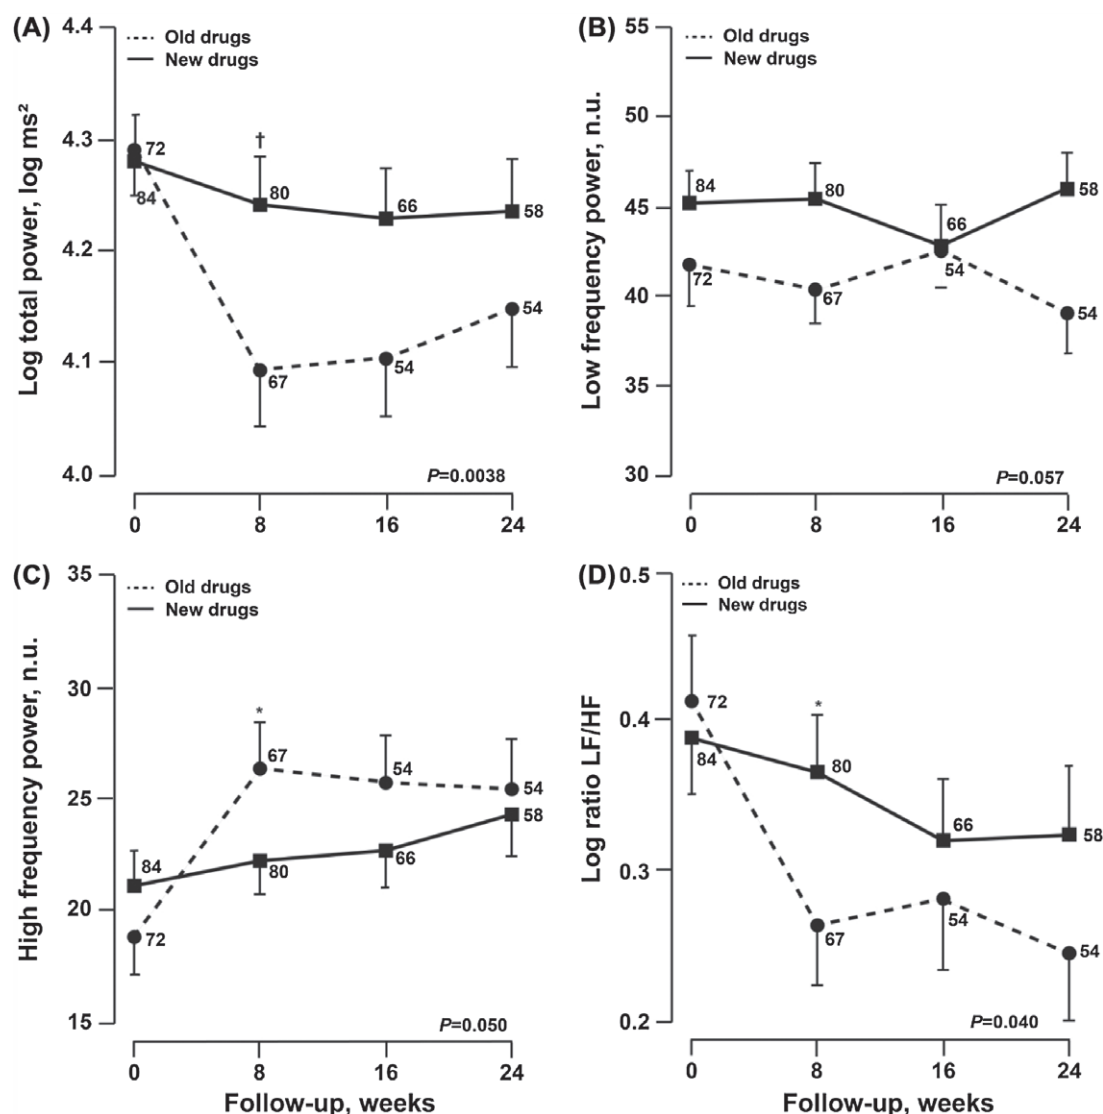 (A)
4.4
4.3
4.2
4.1
4.0
Log total power, log ms²
Old drugs
New drugs
†
72
84
80
66
58
67
54
54
P=0.0038
0 8 16 24
(B)
55
50
45
40
35
30
Low frequency power, n.u.
Old drugs
New drugs
84
80
66
58
72
67
54
54
P=0.057
0 8 16 24
(C)
35
30
25
20
15
High frequency power, n.u.
Old drugs
New drugs
*
67
54
54
84
80
66
58
72
P=0.050
0 8 16 24
Follow-up, weeks
(D)
0.5
0.4
0.3
0.2
Log ratio LF/HF
Old drugs
New drugs
*
72
84
80
66
58
67
54
54
P=0.040
0 8 16 24
Follow-up, weeks